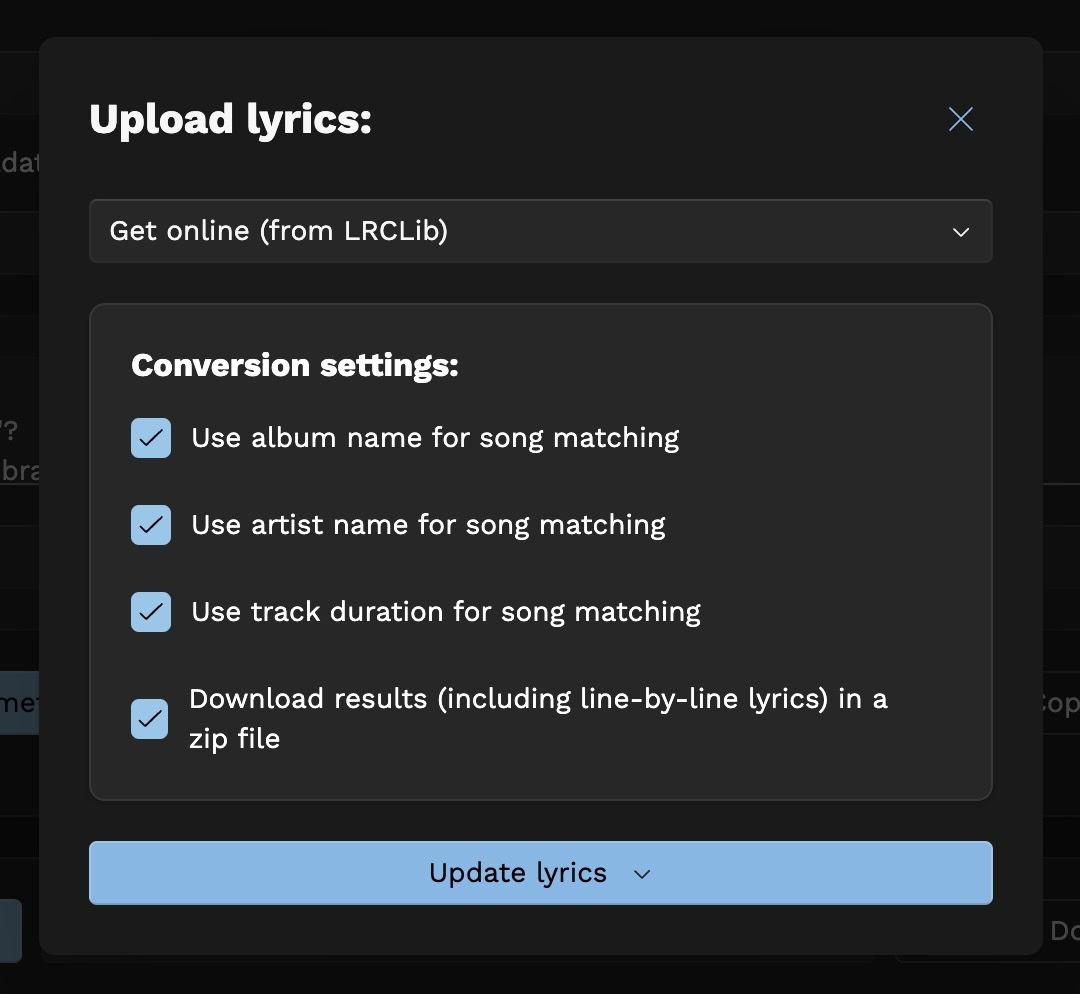 Upload lyrics:
Get online (from LRCLib)
Conversion settings:
Use album name for song matching
Use artist name for song matching
Use track duration for song matching
Download results (including line-by-line lyrics) in a
zip file
Update lyrics